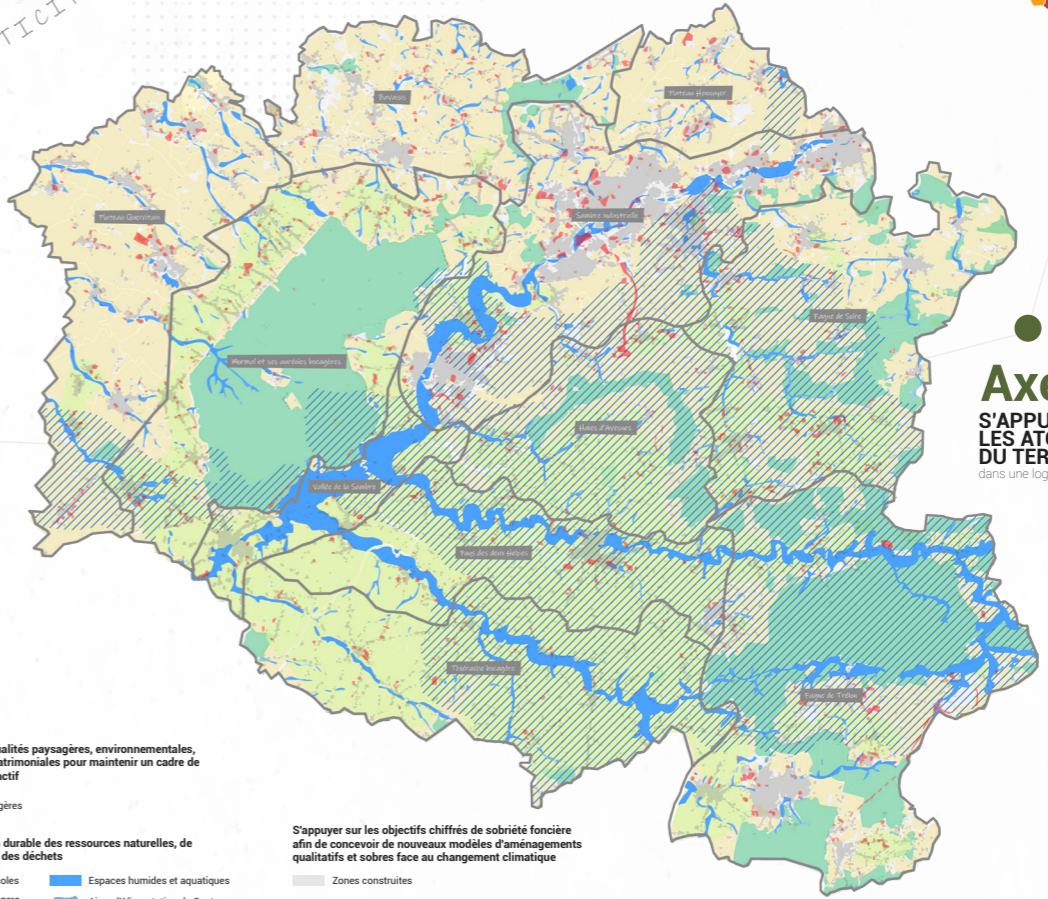 TICI
Bavaisis
Plateau Hennuyer
Plateau Quercitain
Sambre industrielle
Fagne de Solre
Mormal et ses auréoles bocagères
Haies d'Avesnes
Vallée de la Sambre
Pays des deux Helpes
Thiérache bocagère
Fagne de Trélon
Axe
S'APPU
LES ATO
DU TER
dans une log
ualités paysagères, environnementales,
atrimoniales pour maintenir un cadre de
actif
gères
durable des ressources naturelles, de
des déchets
oles
Espaces humides et aquatiques
S'appuyer sur les objectifs chiffrés de sobriété foncière
afin de concevoir de nouveaux modèles d'aménagements
qualitatifs et sobres face au changement climatique
Zones construites